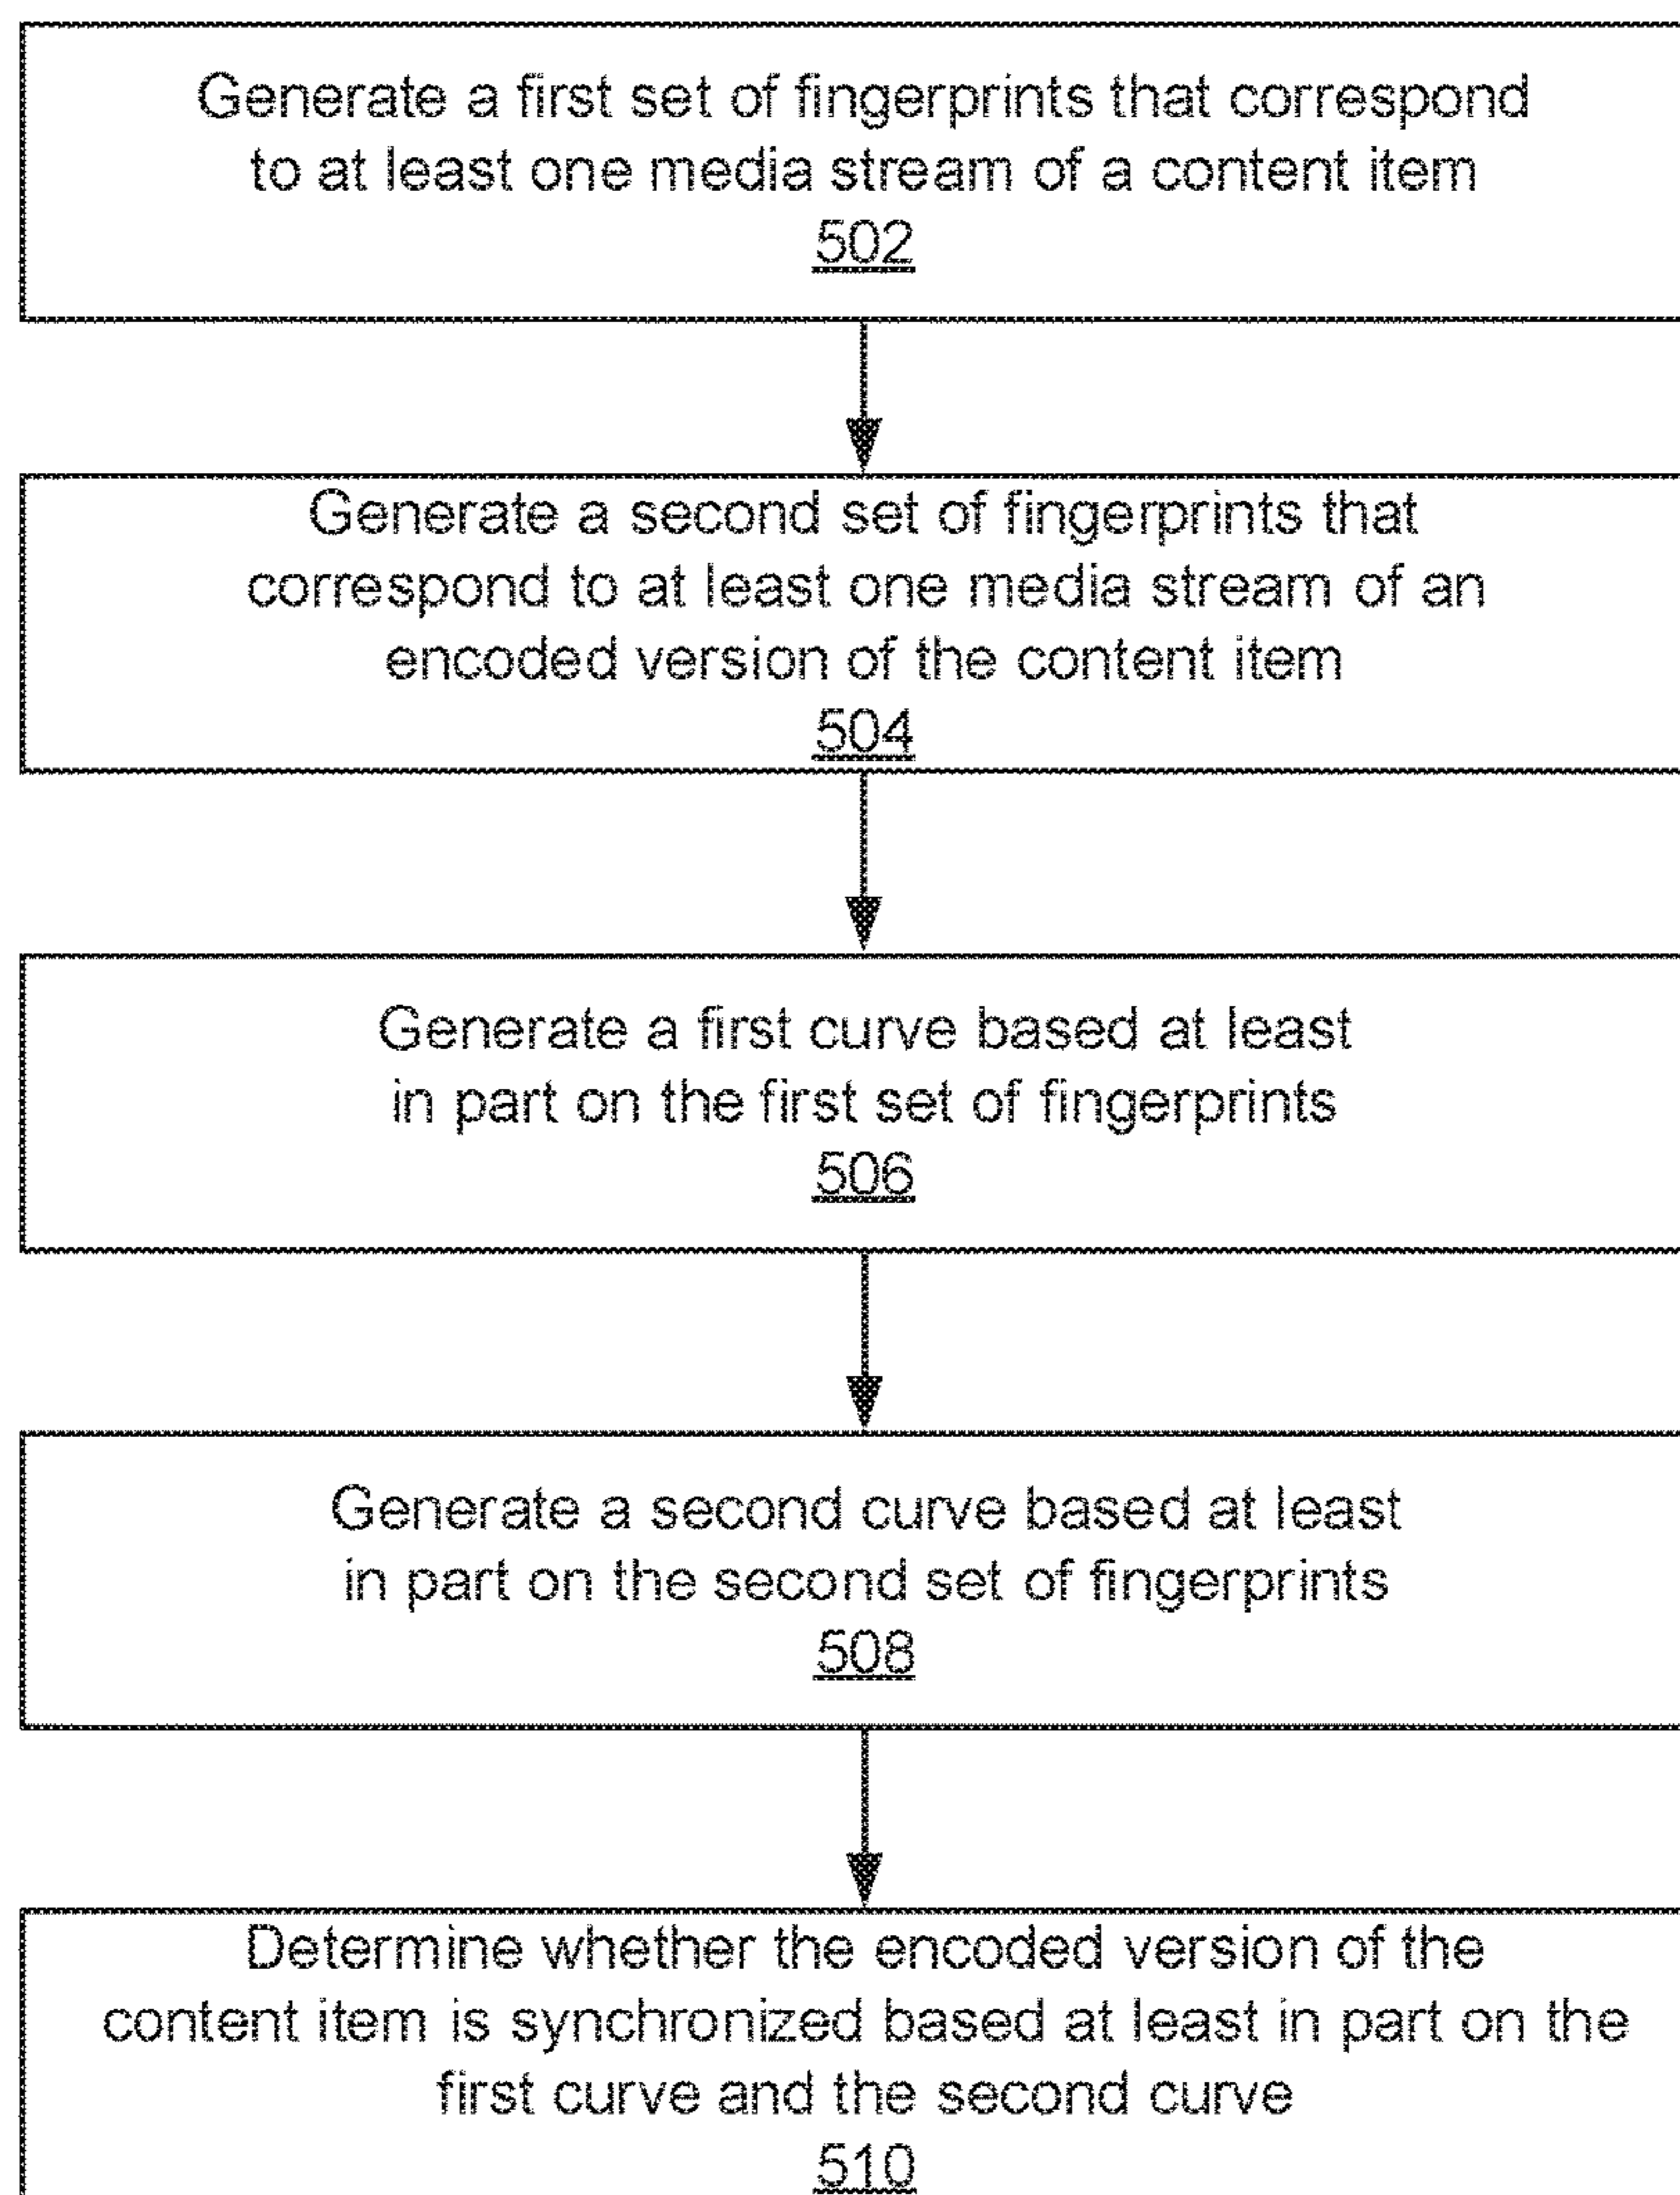 Generate a first set of fingerprints that correspond
to at least one media stream of a content item
502
Generate a second set of fingerprints that
correspond to at least one media stream of an
encoded version of the content item
504
Generate a first curve based at least
in part on the first set of fingerprints
506
Generate a second curve based at least
in part on the second set of fingerprints
508
Determine whether the encoded version of the
content item is synchronized based at least in part on the
first curve and the second curve
510